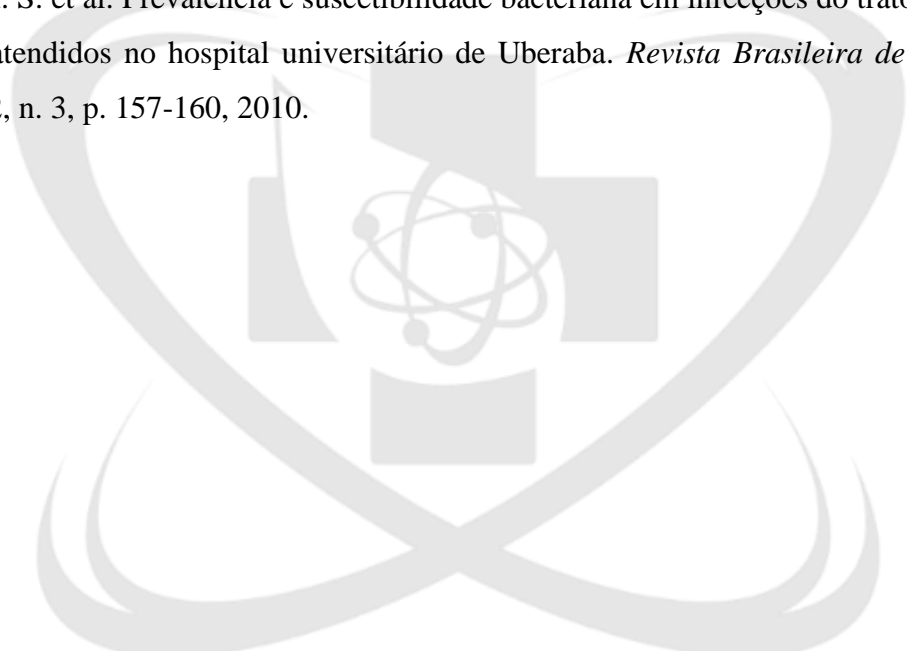 . S. et al. Prevalência e suscetibilidade bacteriana em infecções do trato
atendidos no hospital universitário de Uberaba. Revista Brasileira de
, n. 3, p. 157-160, 2010.